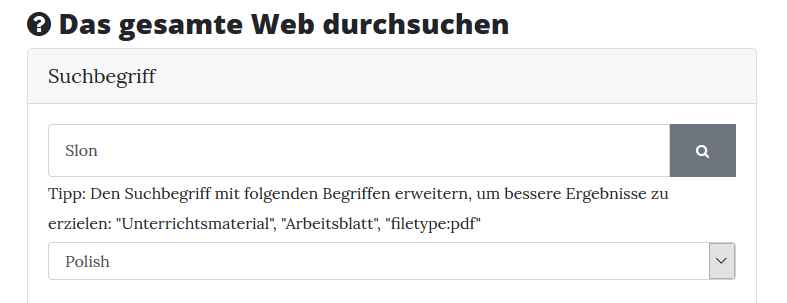 Das gesamte Web durchsuchen
Suchbegriff
Slon
Tipp: Den Suchbegriff mit folgenden Begriffen erweitern, um bessere Ergebnisse zu
erzielen: "Unterrichtsmaterial", "Arbeitsblatt", "filetype:pdf"
Polish